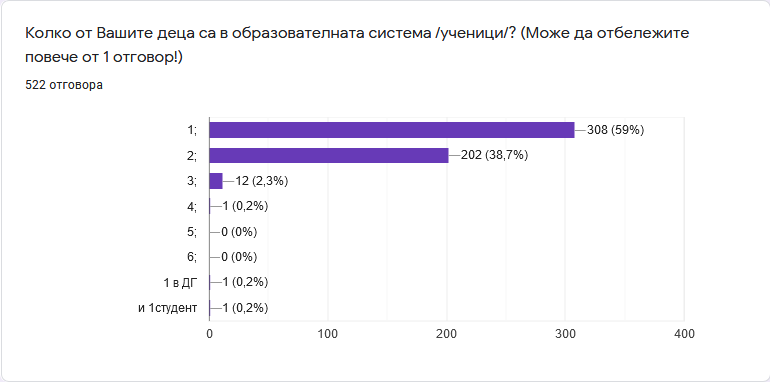 Колко от Вашите деца са в образователната система /ученици/? (Може да отбележите
повече от 1 отговор!)
522 отговора
1; 308 (59%)
2; 202 (38,7%)
3; 12 (2,3%)
4; 1 (0,2%)
5; 0 (0%)
6; 0 (0%)
1 в ДГ 1 (0,2%)
и 1студент 1 (0,2%)
0 100 200 300 400